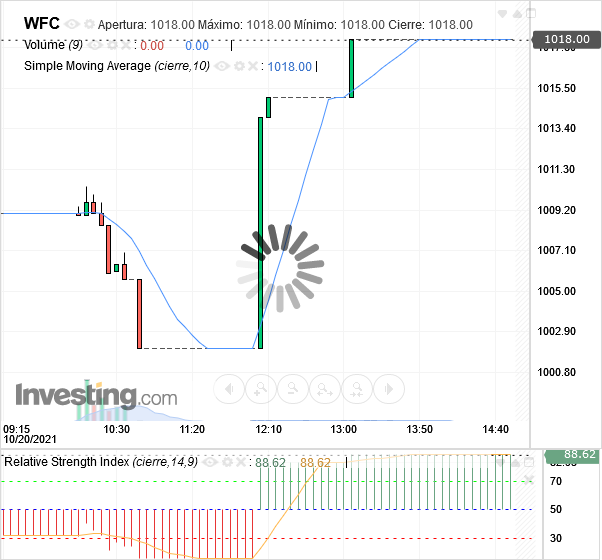 WFC Apertura: 1018.00 Máximo: 1018.00 Mínimo: 1018.00 Cierre: 1018.00
Volume (9) : 0.00 0.00
Simple Moving Average (cierre,10) : 1018.00
1018.00
1015.50
1013.40
1011.30
1009.20
1007.10
1005.00
1002.90
1000.80
Investing.com
09:15 10:30 11:20 12:10 13:00 13:50 14:40
10/20/2021
Relative Strength Index (cierre,14,9) : 88.62 88.62
88.62
70
50
30